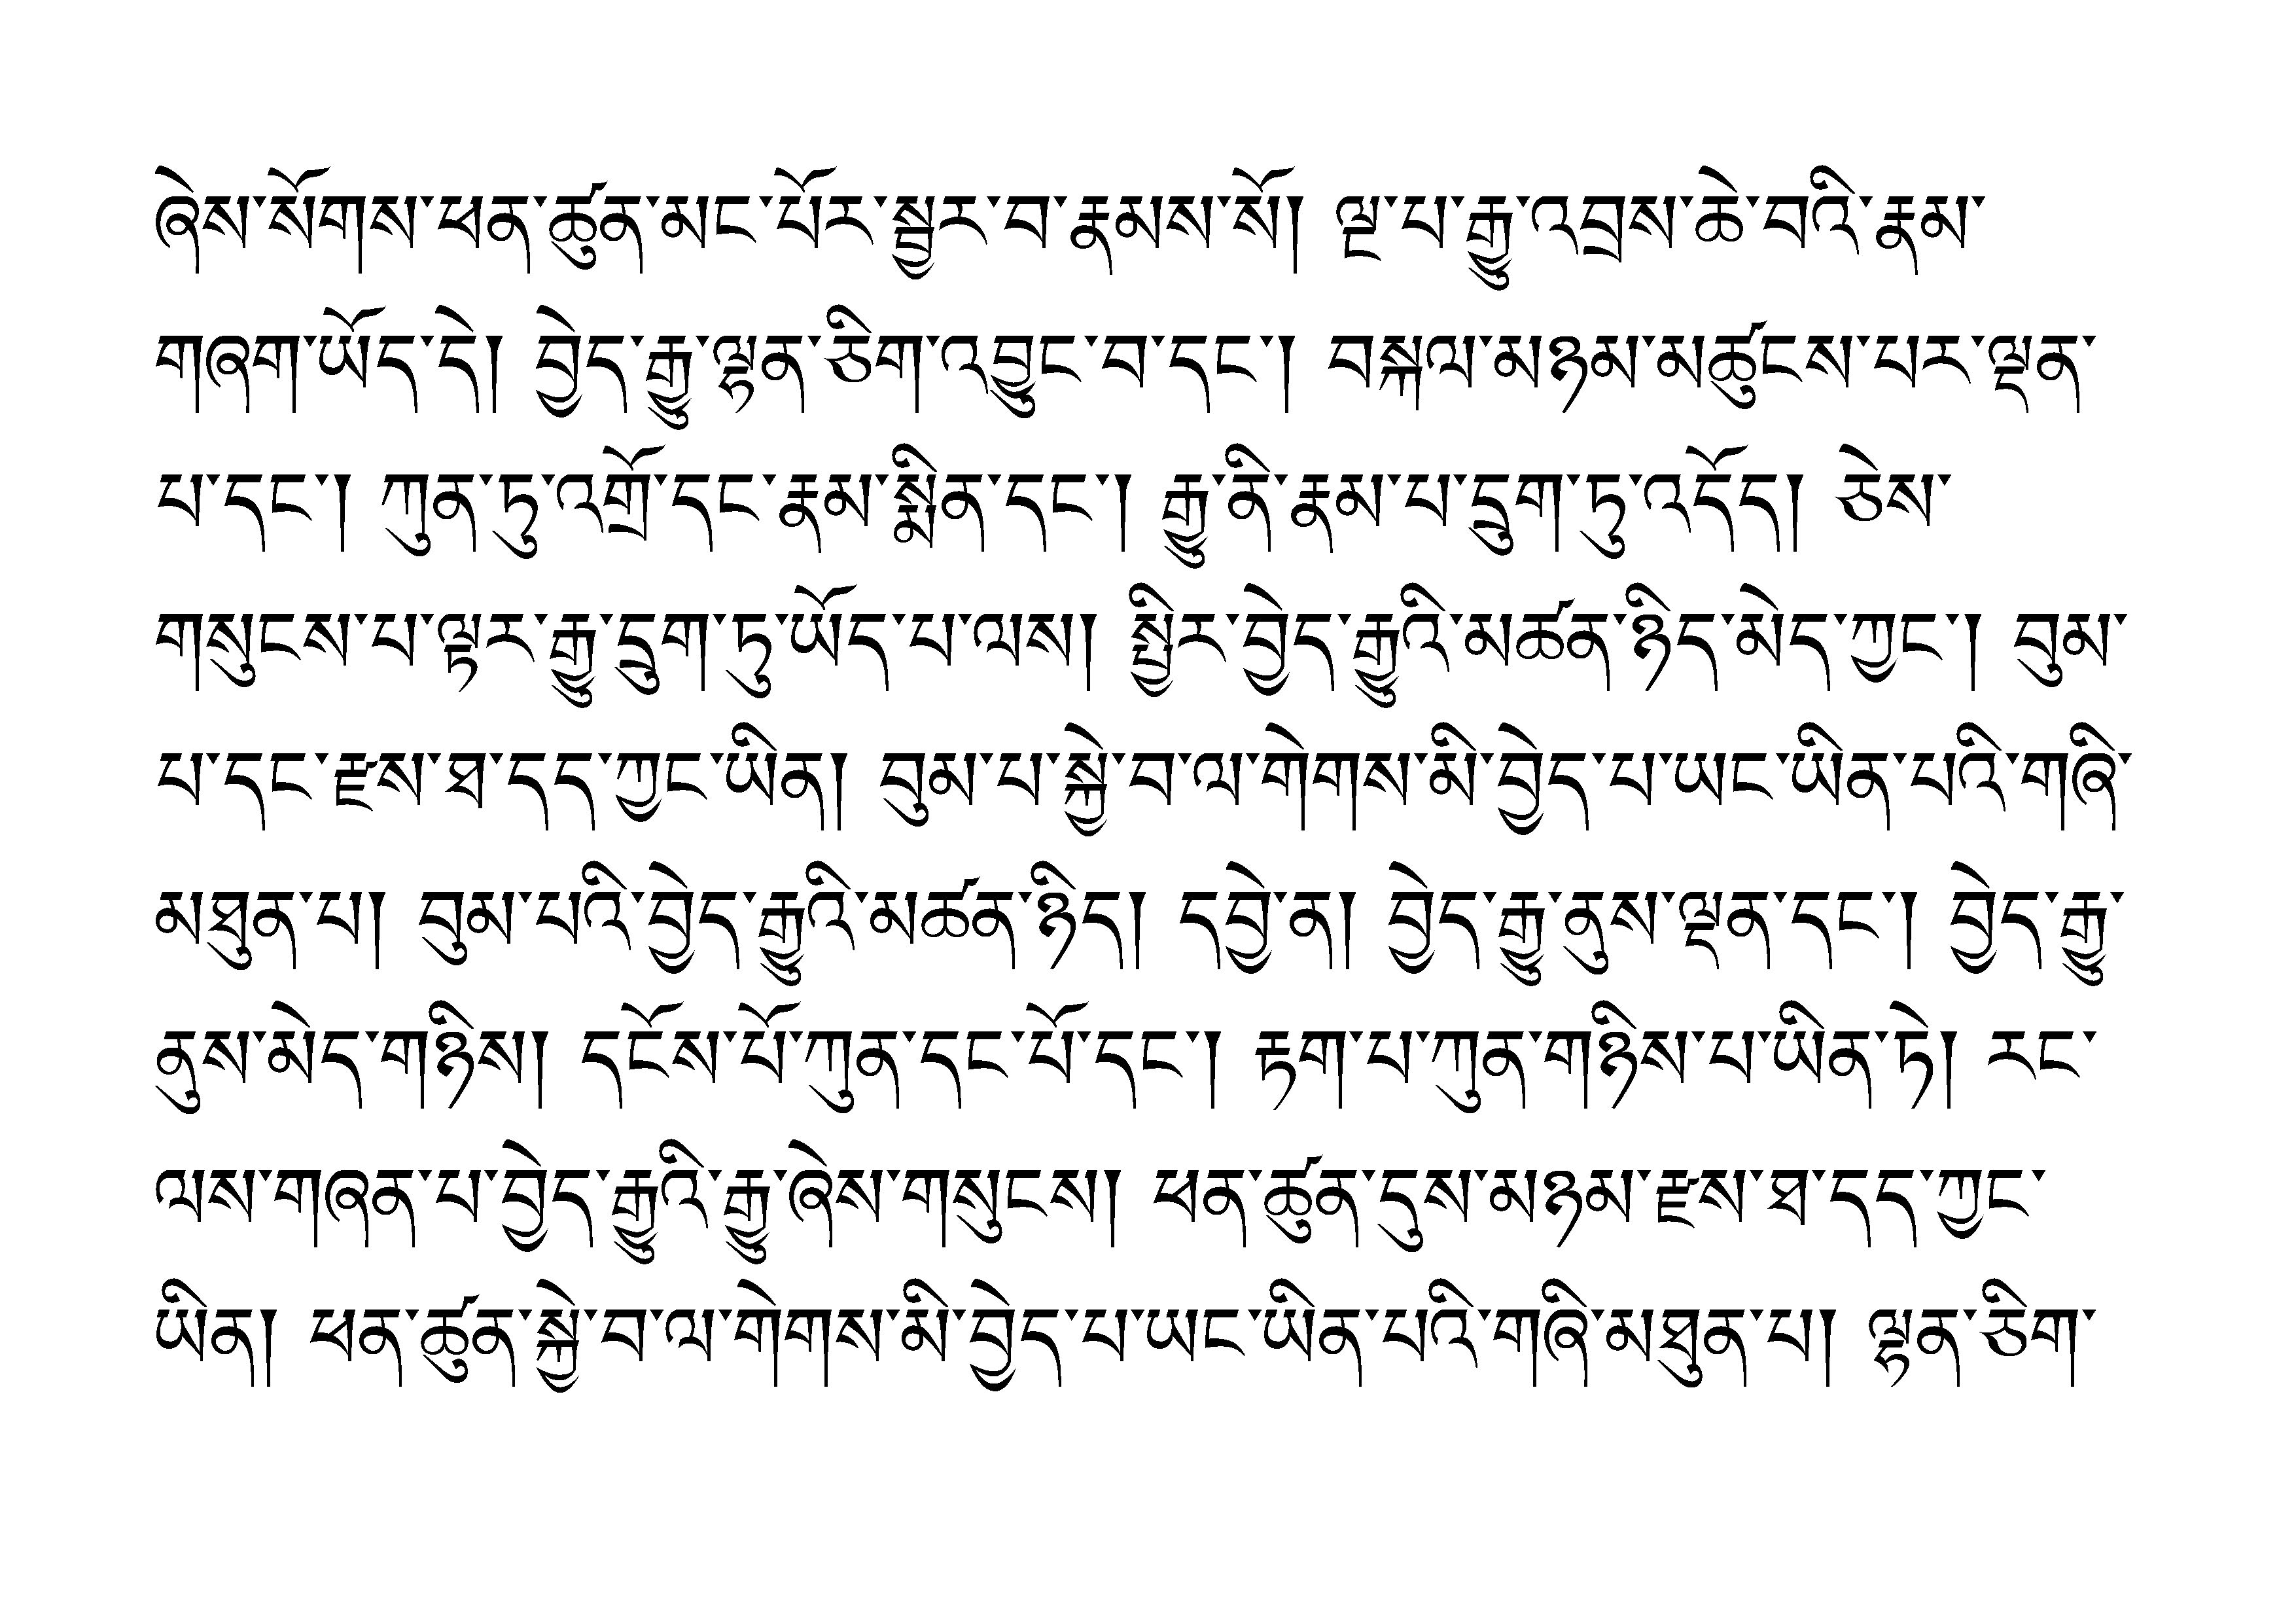 ཞེས་སོགས་ཕན་ཚུན་མང་པོར་སྦྱར་བ་རྣམས་སོ། ལྔ་པ་རྒྱུ་འབྲས་ཆེ་བའི་རྣམ་
གཞག་ཡོད་དེ། བྱེད་རྒྱུ་ལྷན་ཅིག་འབྱུང་བ་དང་། བསྐལ་མཉམ་མཚུངས་པར་ལྡན་
པ་དང་། ཀུན་ཏུ་འགྲོ་དང་རྣམ་སྨིན་དང་། རྒྱུ་ནི་རྣམ་པ་དྲུག་ཏུ་འདོད། ཅེས་
གསུངས་པ་ལྟར་རྒྱུ་དྲུག་ཏུ་ཡོད་པ་ལས། སྤྱིར་བྱེད་རྒྱུའི་མཚན་ཉིད་མེད་ཀྱང་། བུམ་
པ་དང་རྫས་ཐ་དད་ཀྱང་ཡིན། བུམ་པ་སྐྱེ་བ་ལ་གེགས་མི་བྱེད་པ་ཡང་ཡིན་པའི་གཞི་
མཐུན་པ། བུམ་པའི་བྱེད་རྒྱུའི་མཚན་ཉིད། དབྱེ་ན། བྱེད་རྒྱུ་ནུས་ལྡན་དང་། བྱེད་རྒྱུ་
ནུས་མེད་གཉིས། དངོས་པོ་ཀུན་དང་པོ་དང་། རྟག་པ་ཀུན་གཉིས་པ་ཡིན་ཏེ། རང་
ལས་གཞན་པ་བྱེད་རྒྱུའི་རྒྱུ་ཞེས་གསུངས། ཕན་ཚུན་དུས་མཉམ་རྫས་ཐ་དད་ཀྱང་
ཡིན། ཕན་ཚུན་སྐྱེ་བ་ལ་གེགས་མི་བྱེད་པ་ཡང་ཡིན་པའི་གཞི་མཐུན་པ། ལྷན་ཅིག་